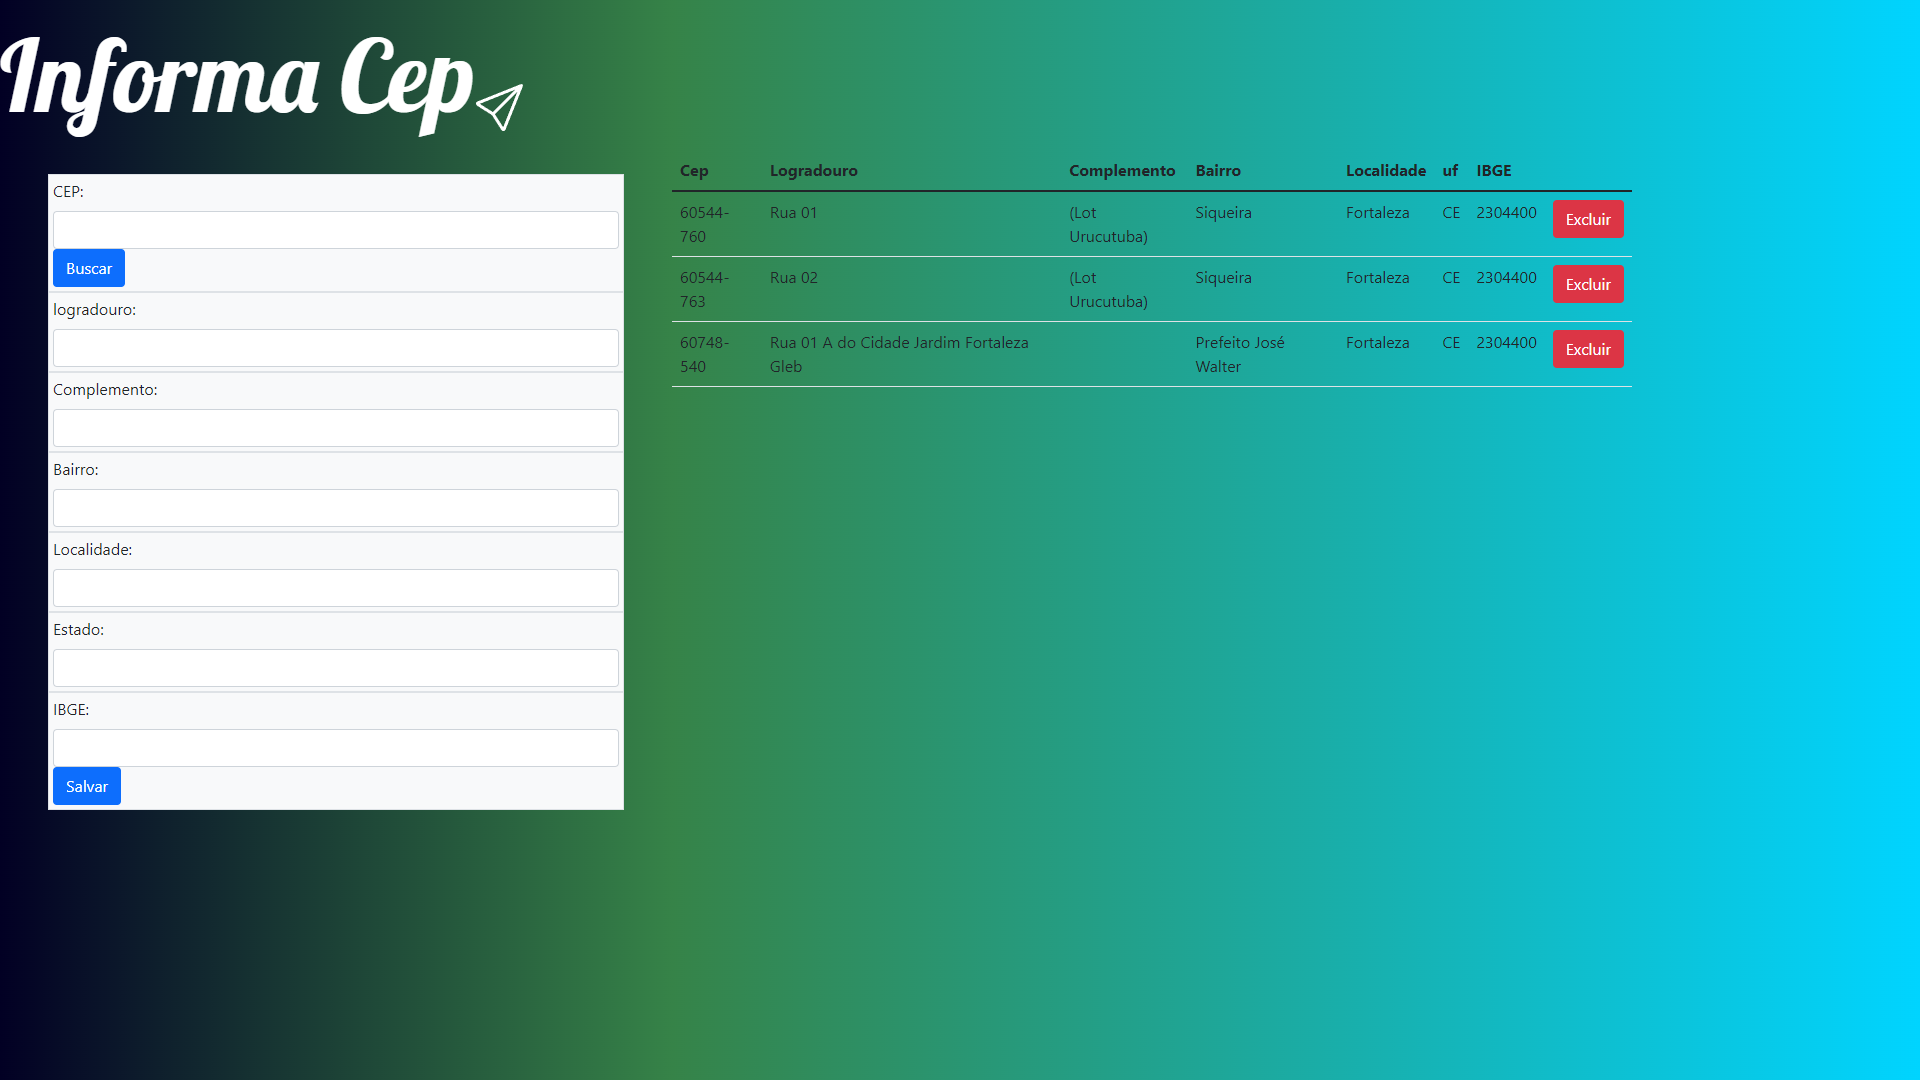 Informa Cep
CEP:
Buscar
logradouro:
Complemento:
Bairro:
Localidade:
Estado:
IBGE:
Salvar
Cep Logradouro Complemento Bairro Localidade uf IBGE
60544- Rua 01 (Lot Siqueira Fortaleza CE 2304400 Excluir
760 Urucutuba)
60544- Rua 02 (Lot Siqueira Fortaleza CE 2304400 Excluir
763 Urucutuba)
60748- Rua 01 A do Cidade Jardim Fortaleza Prefeito José Fortaleza CE 2304400 Excluir
540 Gleb Walter